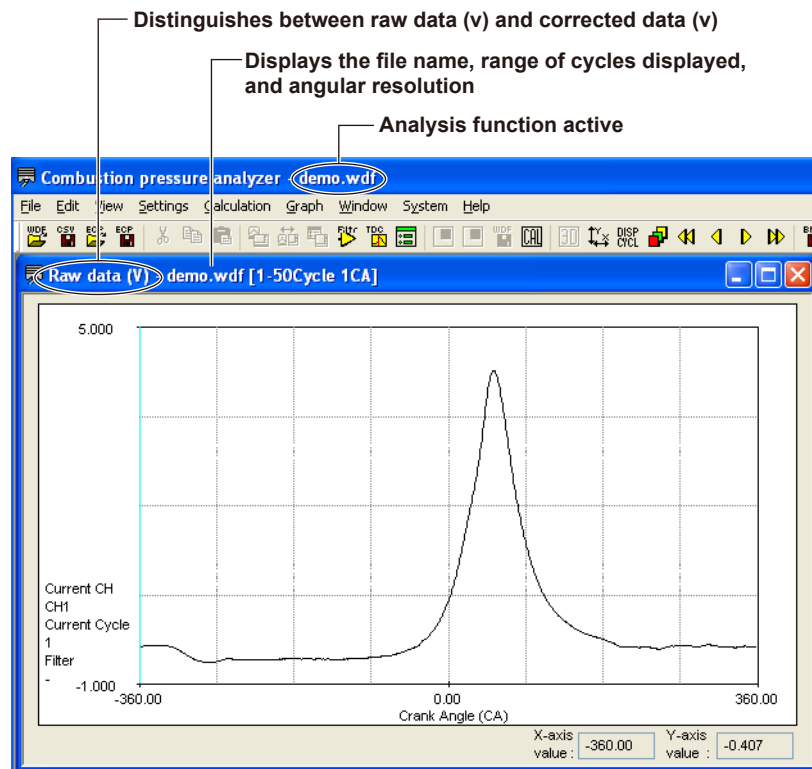 Distinguishes between raw data (v) and corrected data (v)
Displays the file name, range of cycles displayed,
and angular resolution
Analysis function active
Combustion pressure analyzer - demo.wdf
File Edit View Settings Calculation Graph Window System Help
WDF CSV ECP ECP Filtr TDC WDF CAL 3D Y X DISP CYCL
Raw data (V) - demo.wdf [1-50Cycle 1CA]
5.000
Current CH
CH1
Current Cycle
1
Filter
-
-1.000
-360.00 0.00 360.00
Crank Angle (CA)
X-axis value : -360.00 Y-axis value : -0.407